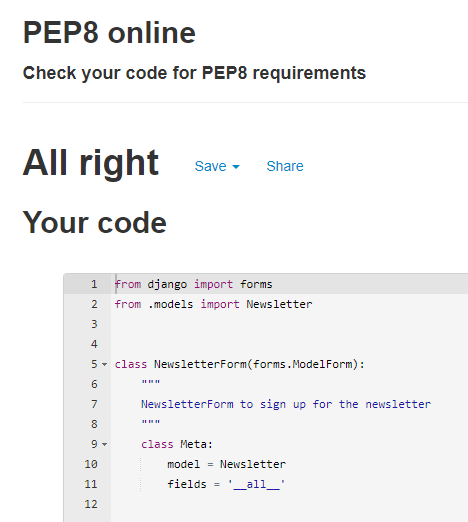 PEP8 online
Check your code for PEP8 requirements
All right Save Share
Your code
1 from django import forms
2 from .models import Newsletter
3
4
5 class NewsletterForm(forms.ModelForm):
6     """
7     NewsletterForm to sign up for the newsletter
8     """
9     class Meta:
10         model = Newsletter
11         fields = '__all__'
12